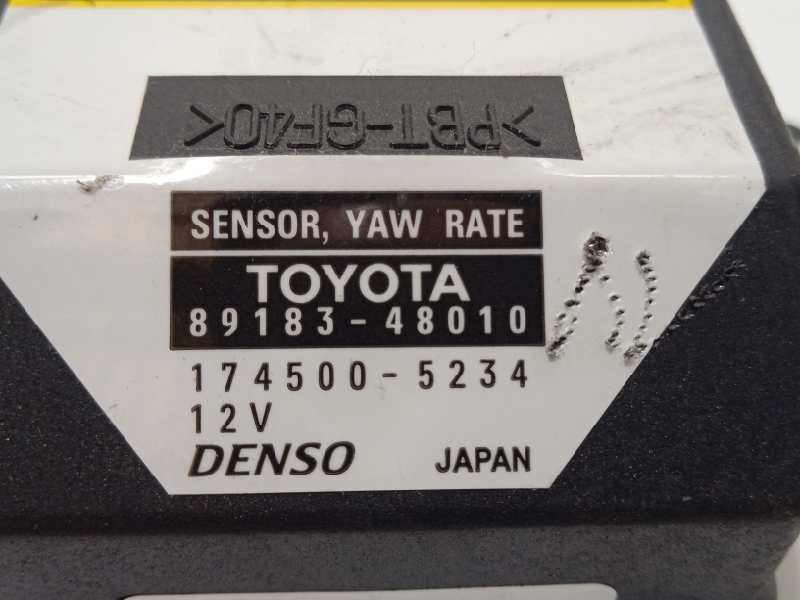 >PBT-GF40<
SENSOR, YAW RATE
TOYOTA
89183-48010
174500-5234
12V
DENSO JAPAN